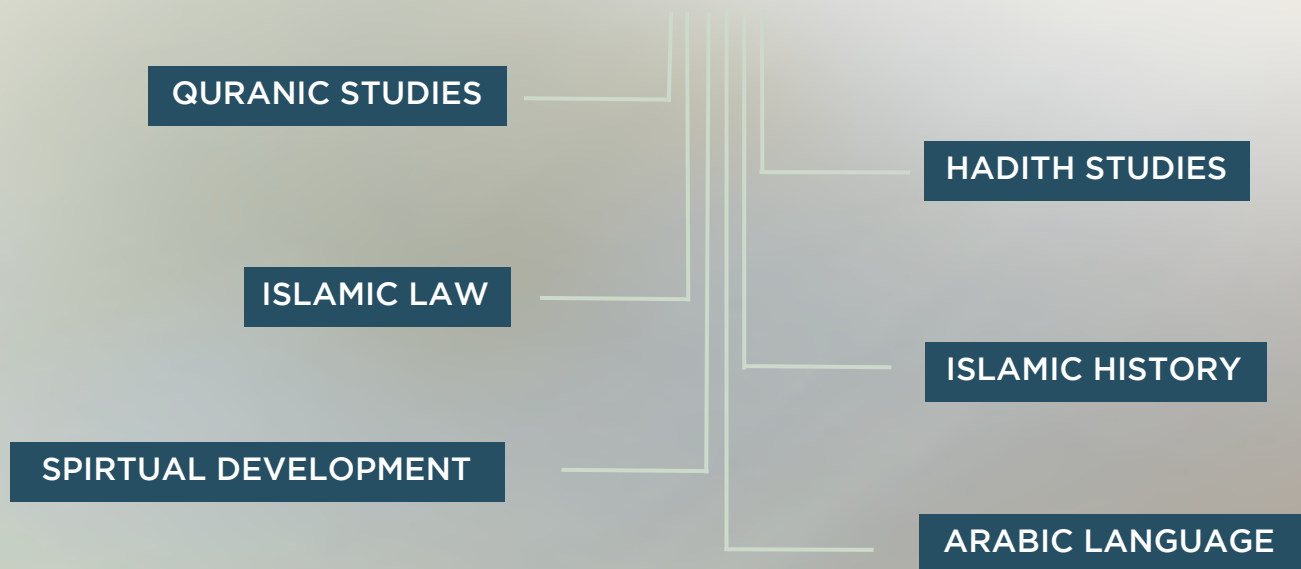 QURANIC STUDIES
HADITH STUDIES
ISLAMIC LAW
ISLAMIC HISTORY
SPIRTUAL DEVELOPMENT
ARABIC LANGUAGE